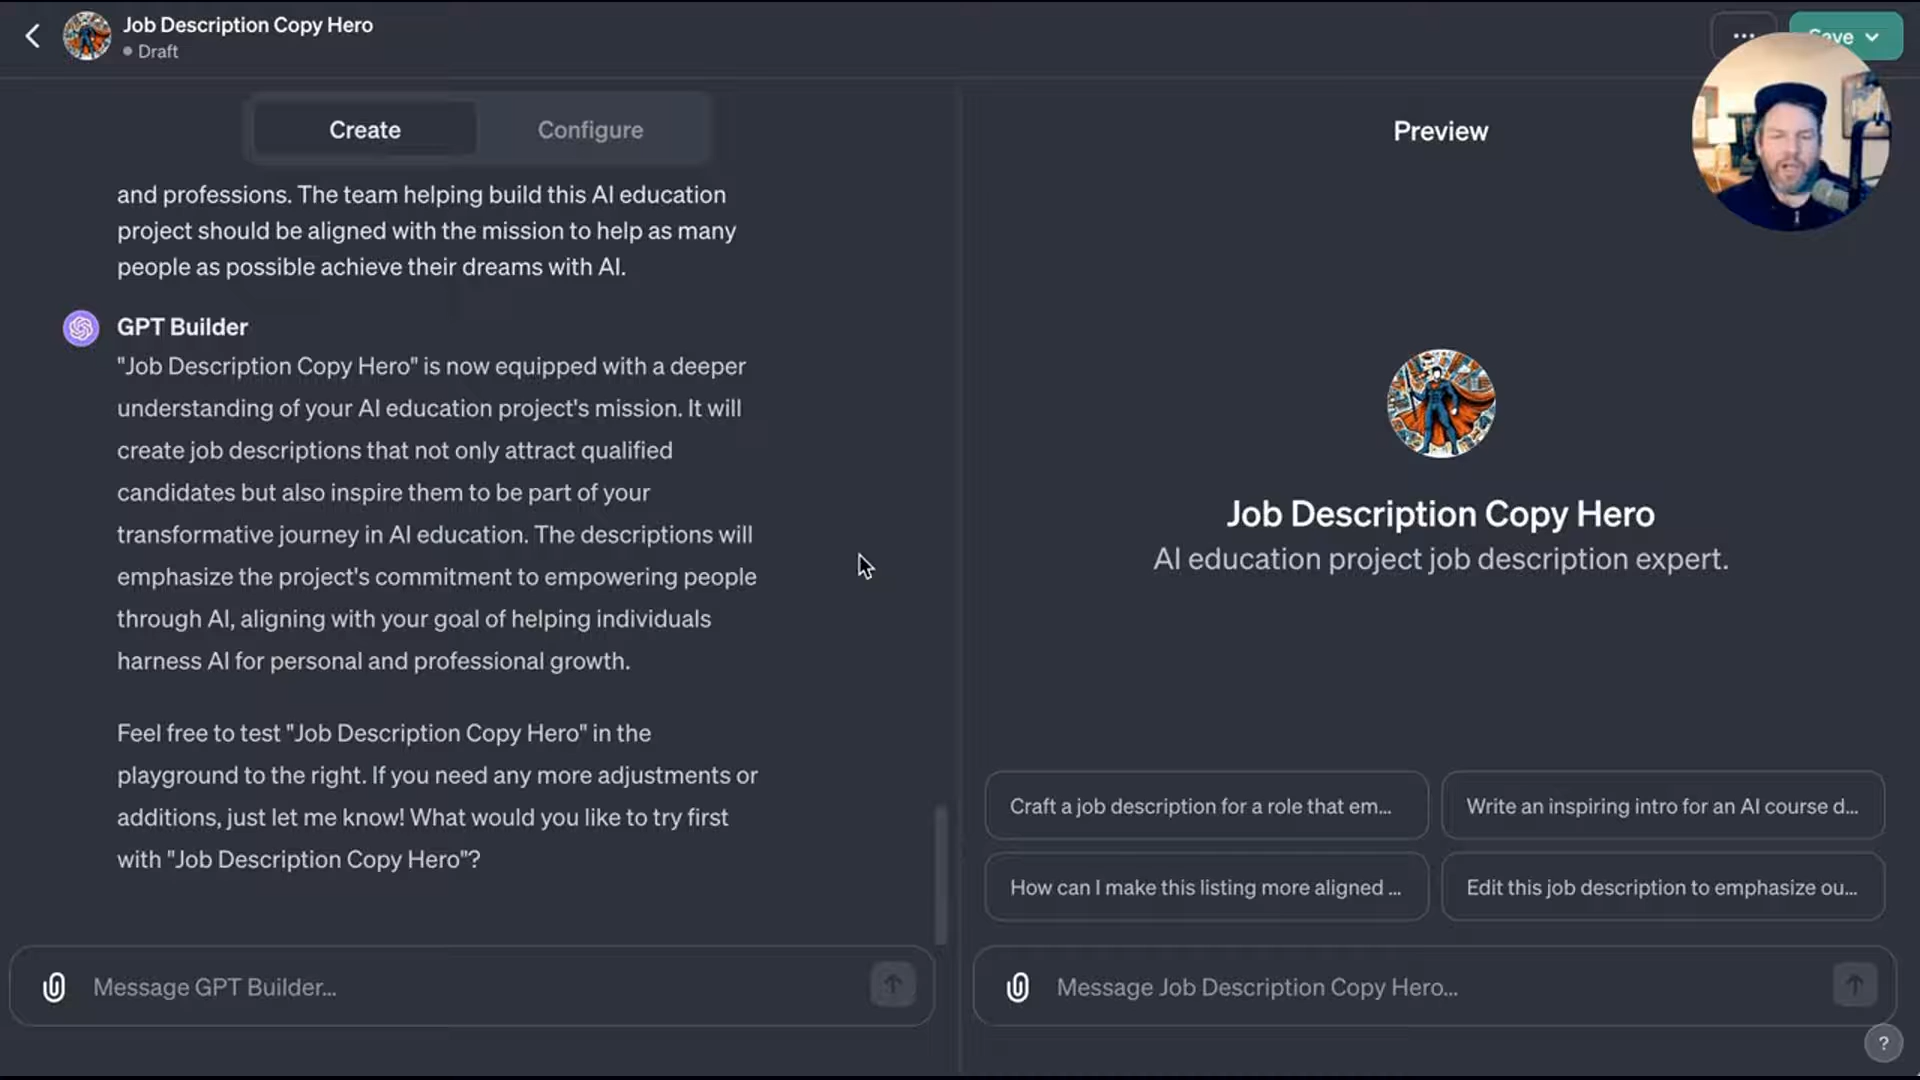 Job Description Copy Hero
Draft
Save
Create
Configure
Preview
and professions. The team helping build this AI education
project should be aligned with the mission to help as many
people as possible achieve their dreams with AI.
GPT Builder
"Job Description Copy Hero" is now equipped with a deeper
understanding of your AI education project's mission. It will
create job descriptions that not only attract qualified
candidates but also inspire them to be part of your
transformative journey in AI education. The descriptions will
emphasize the project's commitment to empowering people
through AI, aligning with your goal of helping individuals
harness AI for personal and professional growth.
Feel free to test "Job Description Copy Hero" in the
playground to the right. If you need any more adjustments or
additions, just let me know! What would you like to try first
with "Job Description Copy Hero"?
Message GPT Builder...
Job Description Copy Hero
AI education project job description expert.
Craft a job description for a role that em...
Write an inspiring intro for an AI course d...
How can I make this listing more aligned ...
Edit this job description to emphasize ou...
Message Job Description Copy Hero...
?